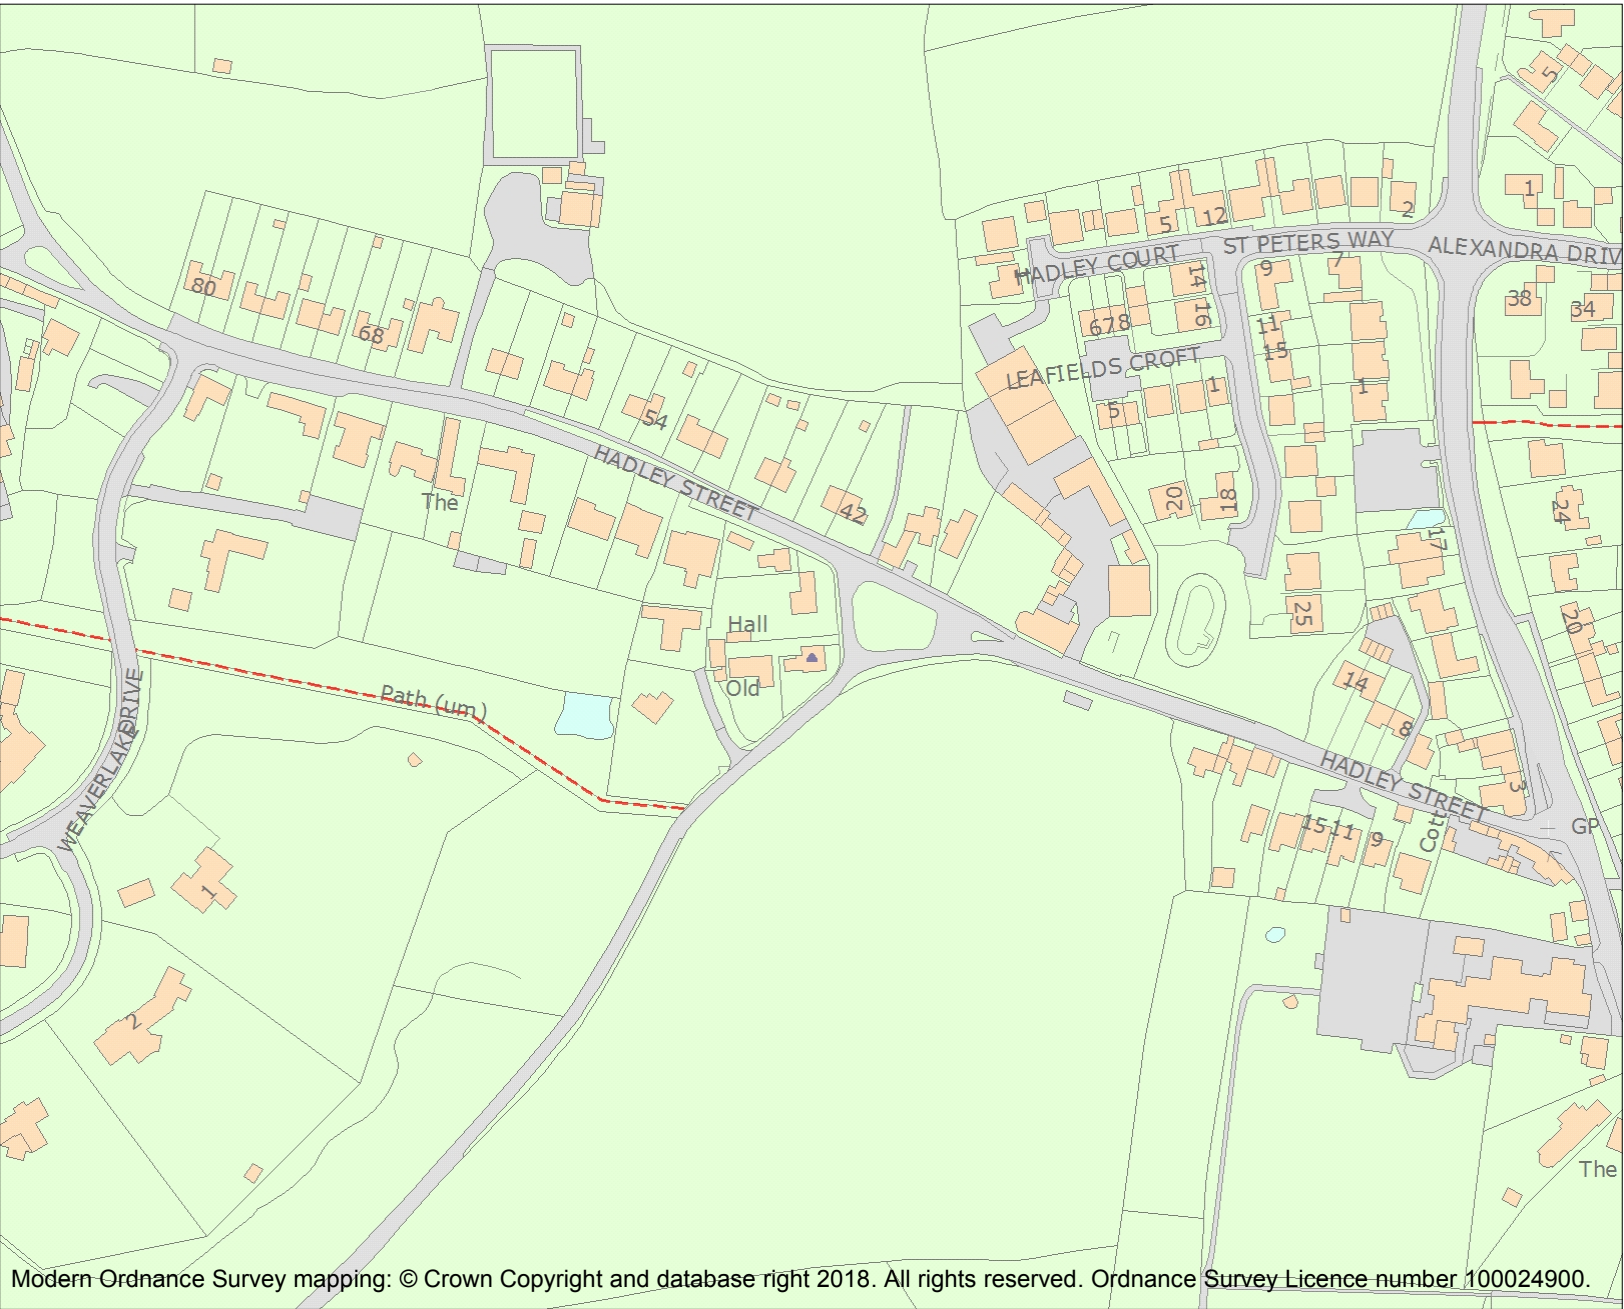 5
1
2
12
5
ST PETERS WAY
ALEXANDRA DRIV
HADLEY COURT
14
9
7
80
38
34
68
678
16
11
15
LEAFIELDS CROFT
1
1
5
54
HADLEY STREET
The
42
20
18
24
17
25
20
Hall
Old
14
8
Path (um)
WEAVERLAKE DRIVE
HADLEY STREET
3
15 11
9
Cott
GP
1
2
The
Modern Ordnance Survey mapping: © Crown Copyright and database right 2018. All rights reserved. Ordnance Survey Licence number 100024900.